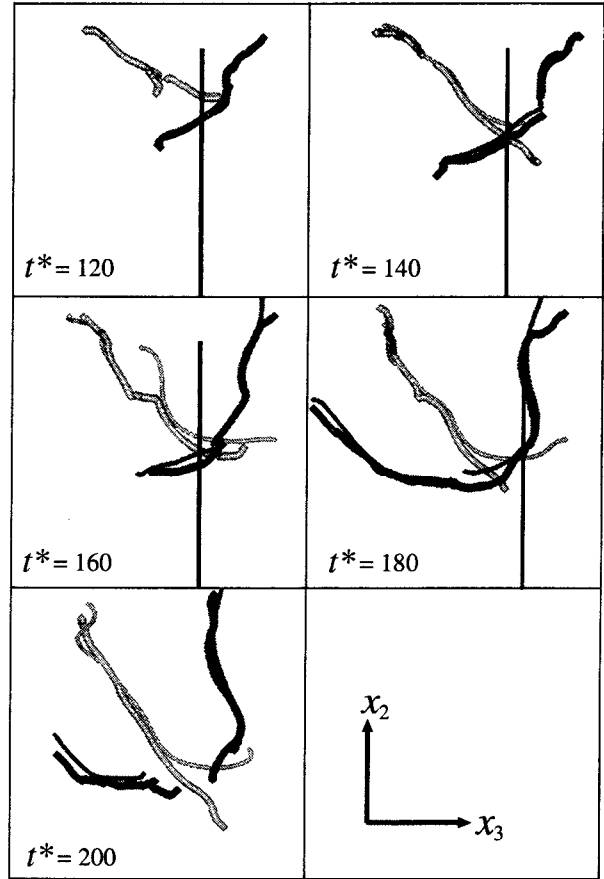 t* = 120
t* = 140
t* = 160
t* = 180
t* = 200
x₂
x₃